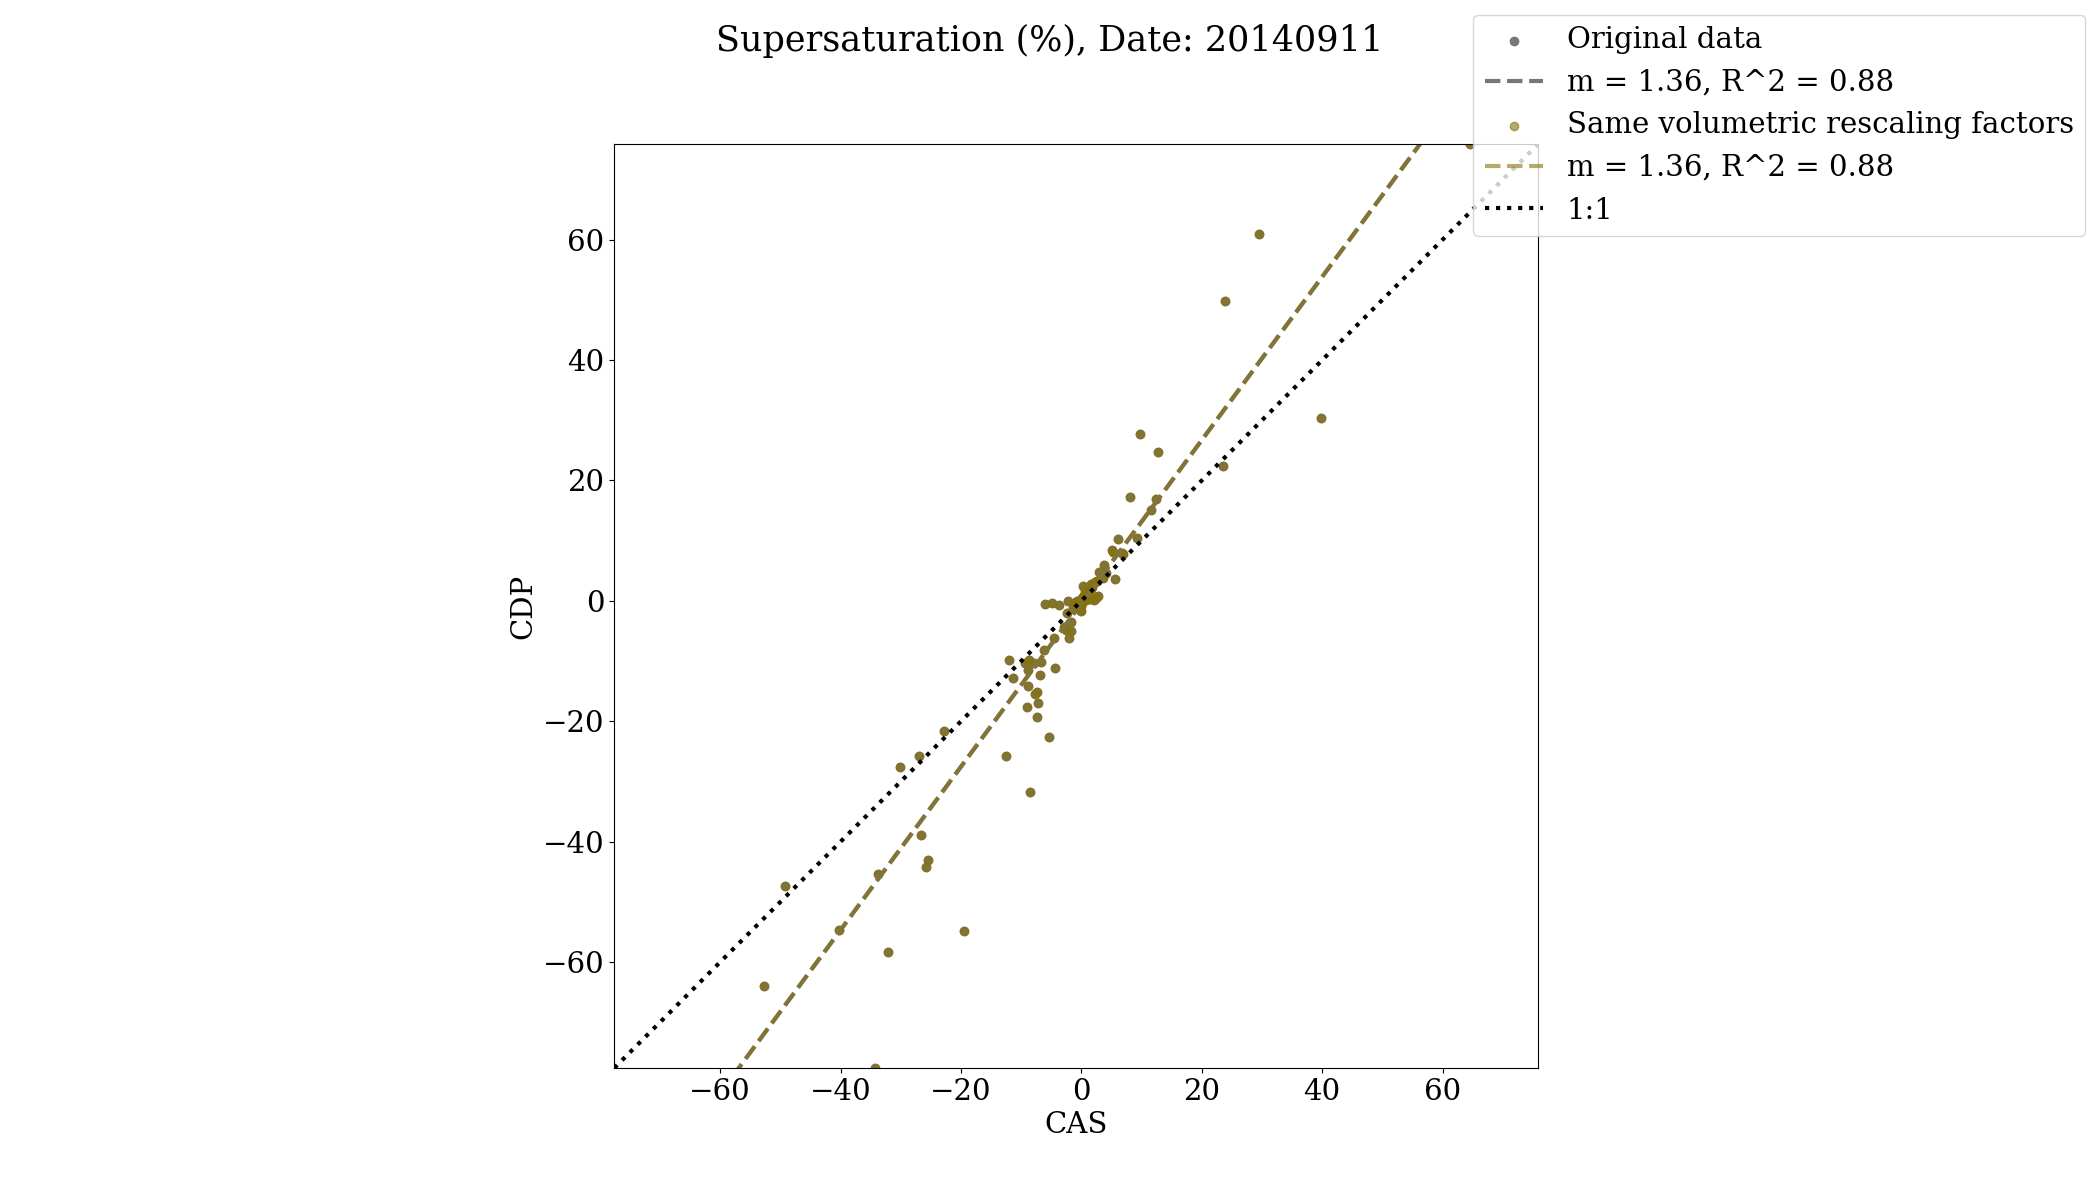 Supersaturation (%), Date: 20140911
Original data
m = 1.36, R^2 = 0.88
Same volumetric rescaling factors
m = 1.36, R^2 = 0.88
1:1
60
40
20
0
−20
−40
−60
CDP
−60 −40 −20 0 20 40 60
CAS